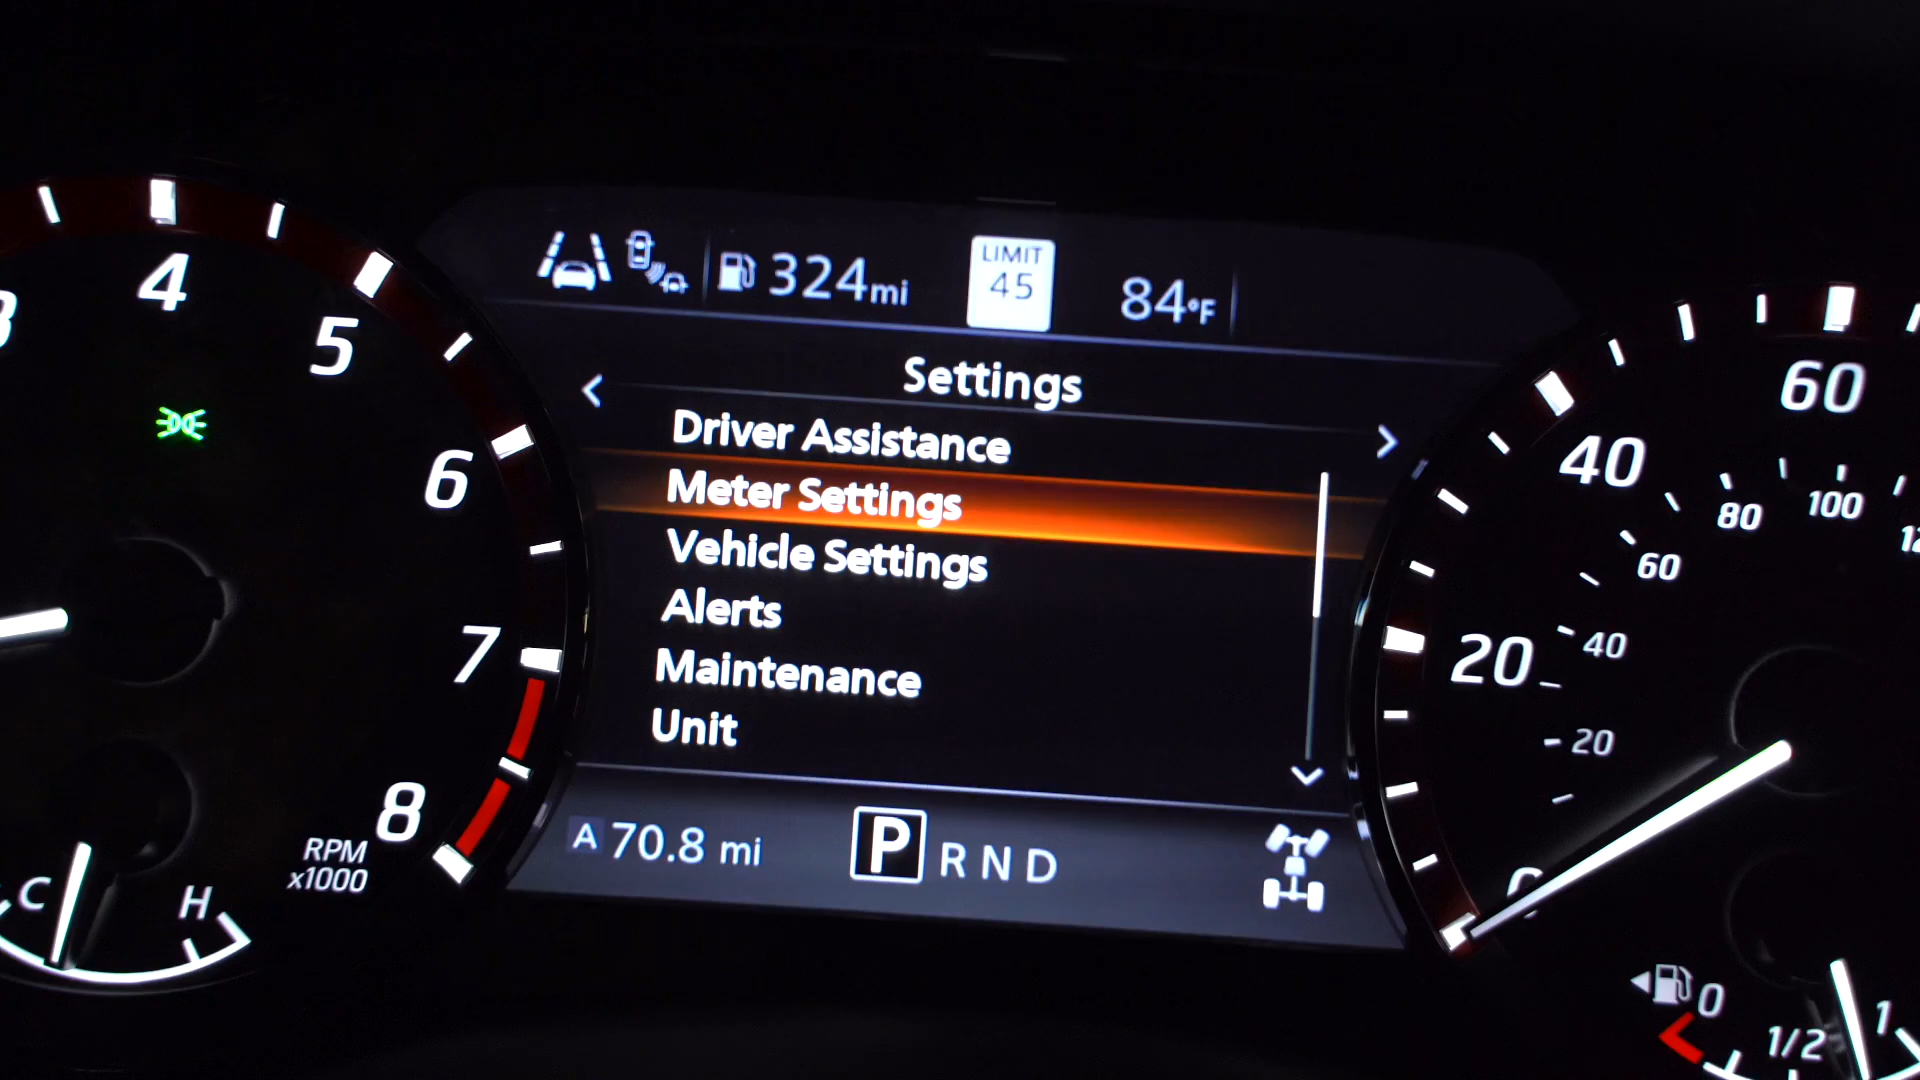 324mi
LIMIT
45
84°F
Settings
Driver Assistance
Meter Settings
Vehicle Settings
Alerts
Maintenance
Unit
A 70.8 mi
P R N D
4
5
6
7
8
RPM
x1000
C
H
60
40
20
100
80
60
40
20
0
1/2
1